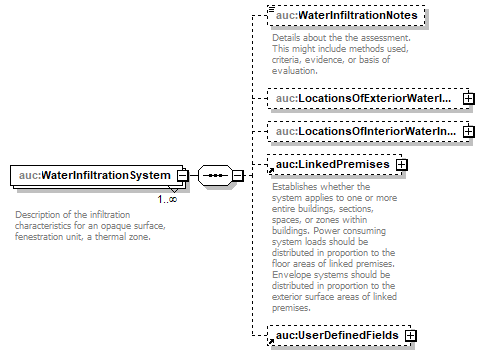 auc:WaterInfiltrationNotes
Details about the the assessment.
This might include methods used,
criteria, evidence, or basis of
evaluation.
auc:LocationsOfExteriorWaterI...
auc:LocationsOfInteriorWaterIn...
auc:WaterInfiltrationSystem
1..∞
Description of the infiltration
characteristics for an opaque surface,
fenestration unit, a thermal zone.
auc:LinkedPremises
Establishes whether the
system applies to one or more
entire buildings, sections,
spaces, or zones within
buildings. Power consuming
system loads should be
distributed in proportion to the
floor areas of linked premises.
Envelope systems should be
distributed in proportion to the
exterior surface areas of linked
premises.
auc:UserDefinedFields